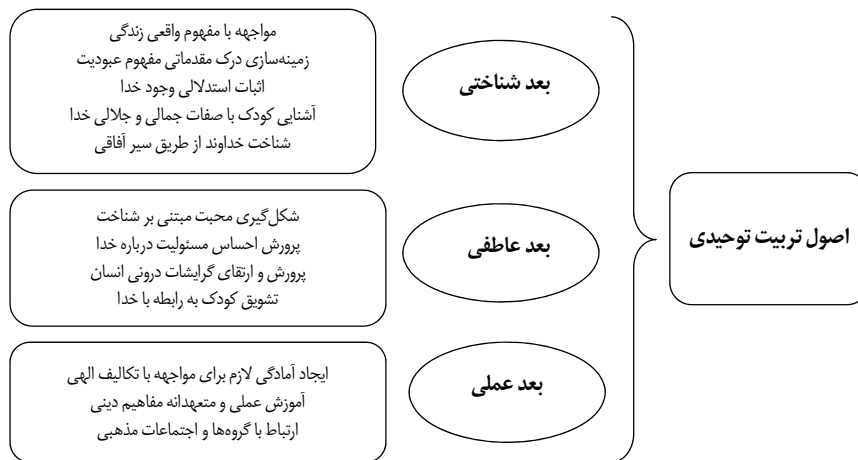 اصول تربیت توحیدی
بعد شناختی
مواجهه با مفهوم واقعی زندگی
زمینه‌سازی درک مقدماتی مفهوم عبودیت
اثبات استدلالی وجود خدا
آشنایی کودک با صفات جمالی و جلالی خدا
شناخت خداوند از طریق سیر آفاقی
بعد عاطفی
شکل‌گیری محبت مبتنی بر شناخت
پرورش احساس مسئولیت درباره خدا
پرورش و ارتقای گرایشات درونی انسان
تشویق کودک به رابطه با خدا
بعد عملی
ایجاد آمادگی لازم برای مواجهه با تکالیف الهی
آموزش عملی و متعهدانه مفاهیم دینی
ارتباط با گروه‌ها و اجتماعات مذهبی